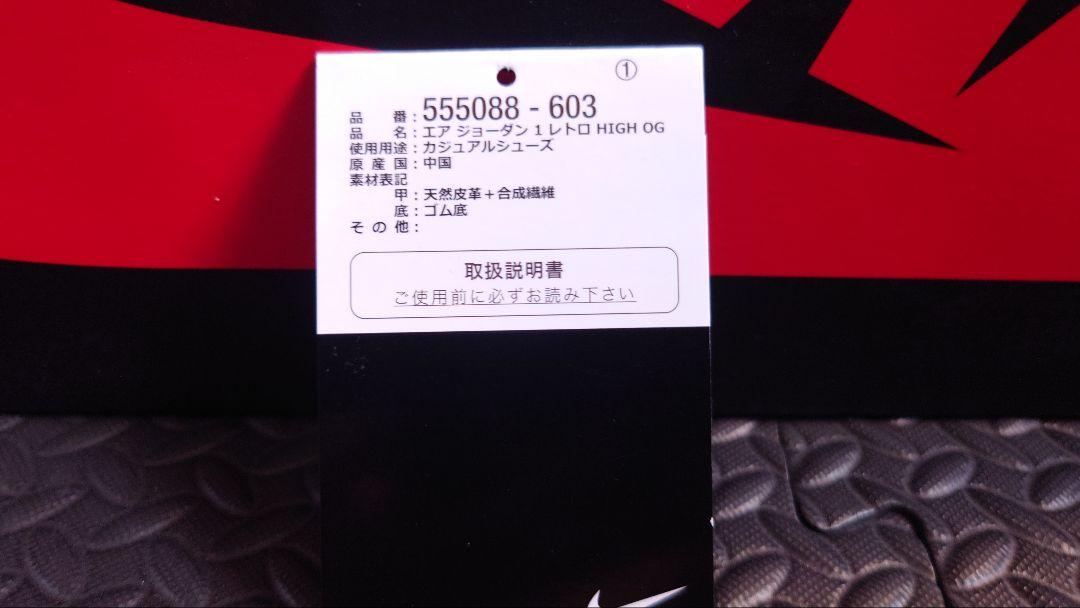 ①
品番：555088 - 603
品名：エア ジョーダン 1 レトロ HIGH OG
使用用途：カジュアルシューズ
原産国：中国
素材表記
甲：天然皮革＋合成繊維
底：ゴム底
その他：
取扱説明書
ご使用前に必ずお読み下さい